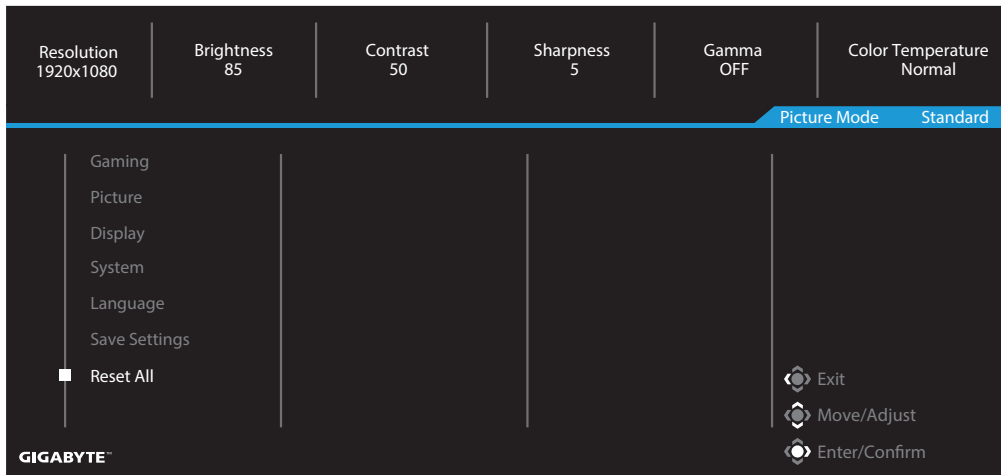 Resolution
1920x1080
Brightness
85
Contrast
50
Sharpness
5
Gamma
OFF
Color Temperature
Normal
Picture Mode Standard
Gaming
Picture
Display
System
Language
Save Settings
Reset All
Exit
Move/Adjust
Enter/Confirm
GIGABYTE™